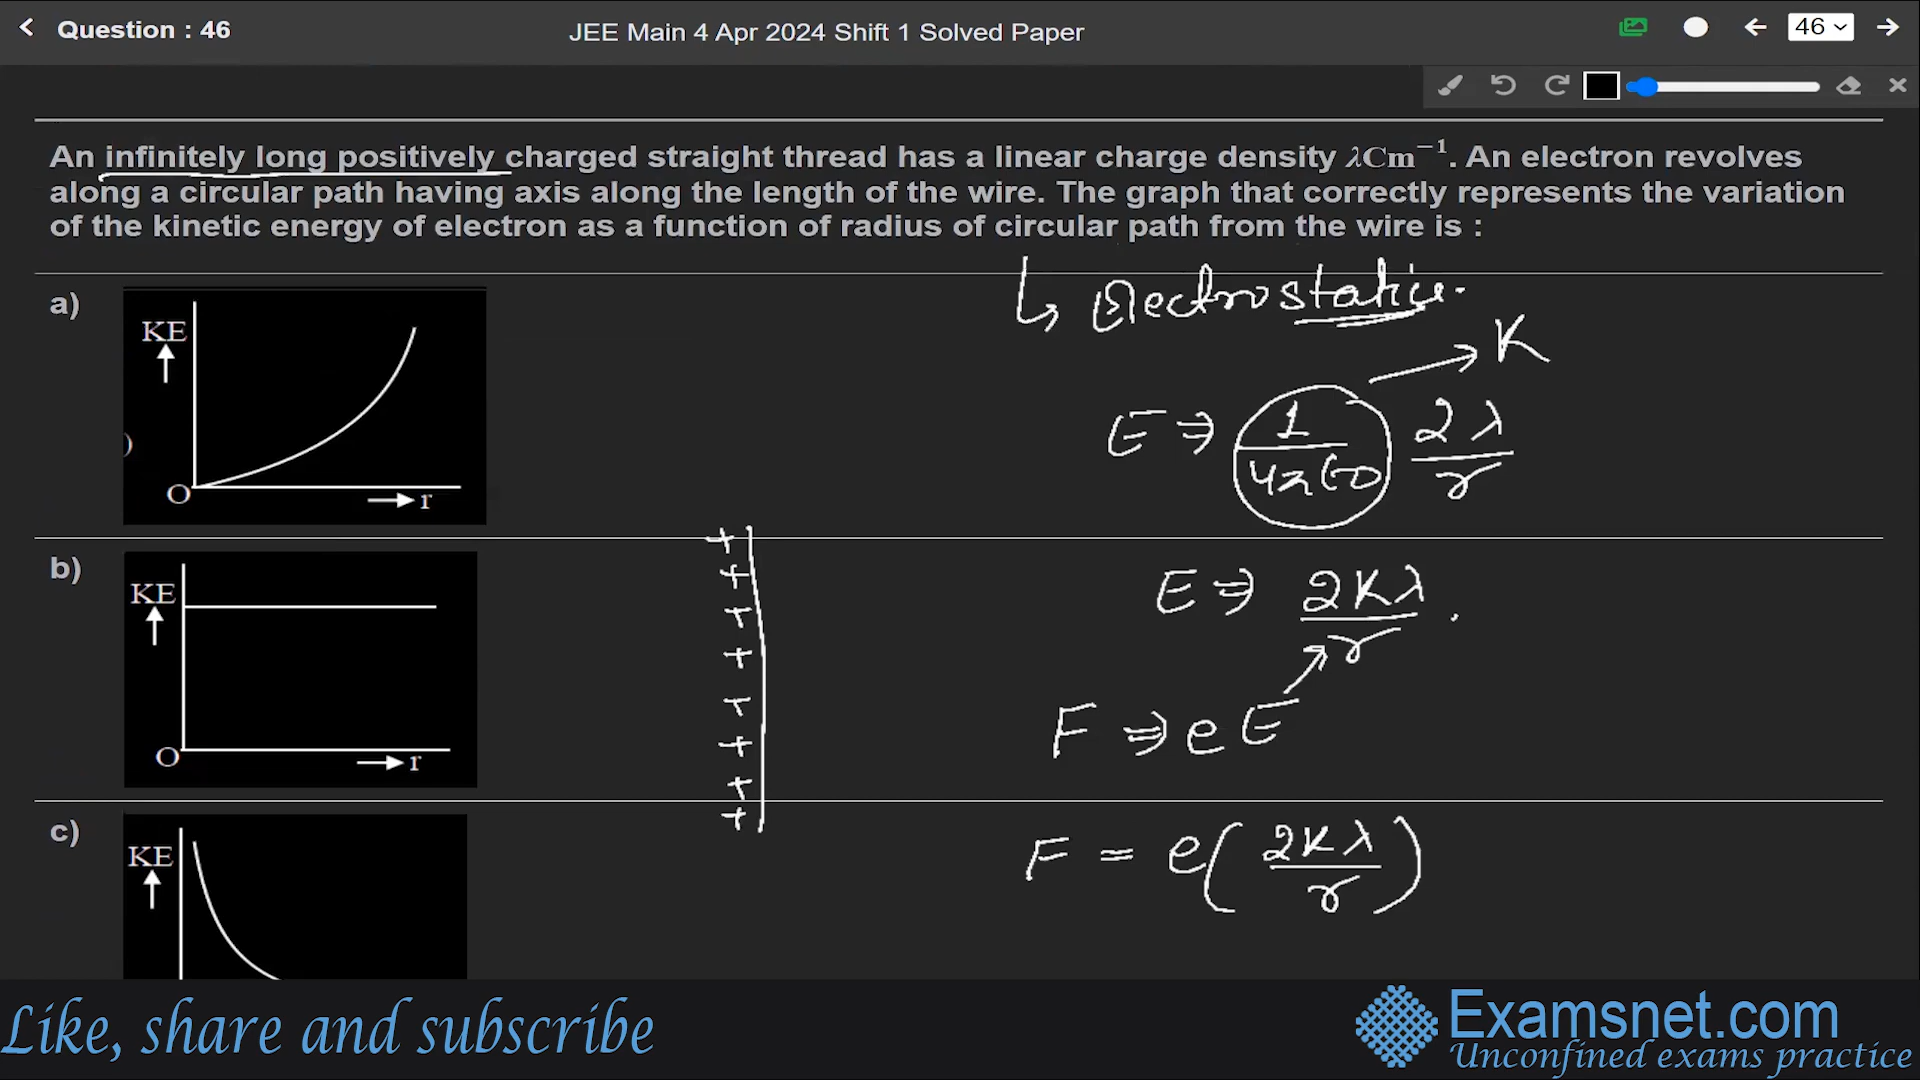 Question : 46
JEE Main 4 Apr 2024 Shift 1 Solved Paper
46
An infinitely long positively charged straight thread has a linear charge density λCm⁻¹. An electron revolves
along a circular path having axis along the length of the wire. The graph that correctly represents the variation
of the kinetic energy of electron as a function of radius of circular path from the wire is :
↳ Electrostatics.
a)
KE
O
r
)
K
E ⇒ 1/4πϵ0 2λ/r
b)
KE
O
r
+
+
+
+
+
+
+
+
E ⇒ 2Kλ/r .
F ⇒ e E
c)
KE
F = e(2Kλ/r)
Like, share and subscribe
Examsnet.com
Unconfined exams practice